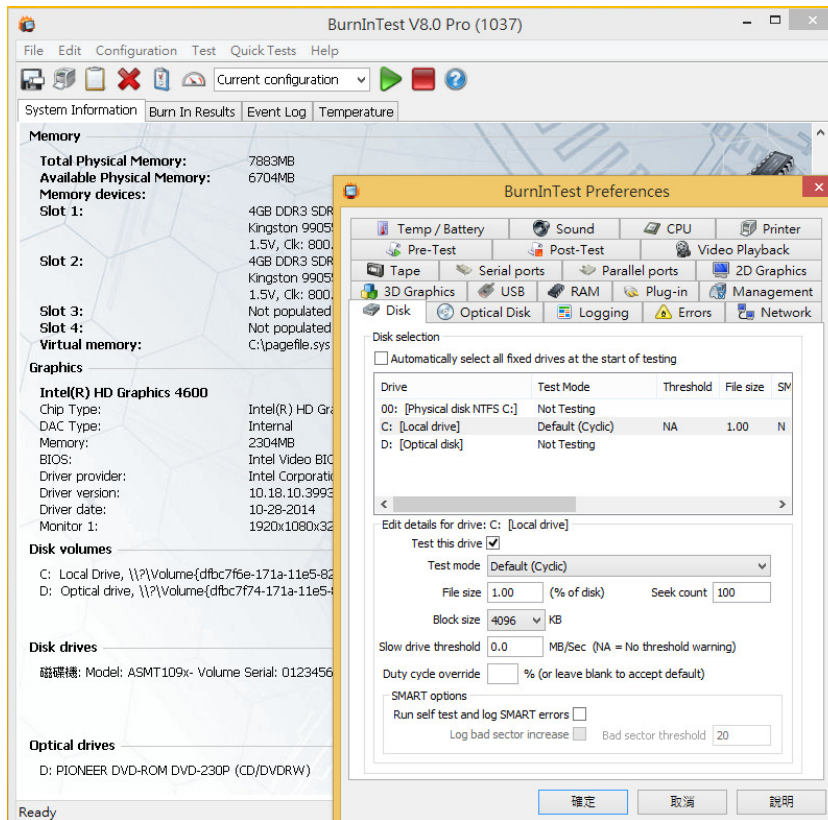 BurnInTest V8.0 Pro (1037)
File Edit Configuration Test Quick Tests Help
Current configuration
System Information Burn In Results Event Log Temperature
Memory
Total Physical Memory: 7883MB
Available Physical Memory: 6704MB
Memory devices:
Slot 1: 4GB DDR3 SDR
Kingston 9905
1.5V, Clk: 800.
Slot 2: 4GB DDR3 SDR
Kingston 9905
1.5V, Clk: 800.
Slot 3: Not populated
Slot 4: Not populated
Virtual memory: C:\pagefile.sys
Graphics
Intel(R) HD Graphics 4600
Chip Type: Intel(R) HD Gra
DAC Type: Internal
Memory: 2304MB
BIOS: Intel Video BIO
Driver provider: Intel Corporati
Driver version: 10.18.10.3993
Driver date: 10-28-2014
Monitor 1: 1920x1080x32
Disk volumes
C: Local Drive, \\?\Volume{dfbc7f6e-171a-11e5-82
D: Optical drive, \\?\Volume{dfbc7f74-171a-11e5-8
Disk drives
磁碟機: Model: ASMT109x- Volume Serial: 0123456
Optical drives
D: PIONEER DVD-ROM DVD-230P (CD/DVDRW)
Ready
BurnInTest Preferences
Temp / Battery Sound CPU Printer
Pre-Test Post-Test Video Playback
Tape Serial ports Parallel ports 2D Graphics
3D Graphics USB RAM Plug-in Management
Disk Optical Disk Logging Errors Network
Disk selection
Automatically select all fixed drives at the start of testing
Drive Test Mode Threshold File size SM
00: [Physical disk NTFS C:] Not Testing
C: [Local drive] Default (Cyclic) NA 1.00 N
D: [Optical disk] Not Testing
Edit details for drive: C: [Local drive]
Test this drive
Test mode Default (Cyclic)
File size 1.00 (% of disk) Seek count 100
Block size 4096 KB
Slow drive threshold 0.0 MB/Sec (NA = No threshold warning)
Duty cycle override % (or leave blank to accept default)
SMART options
Run self test and log SMART errors
Log bad sector increase Bad sector threshold 20
確定 取消 說明